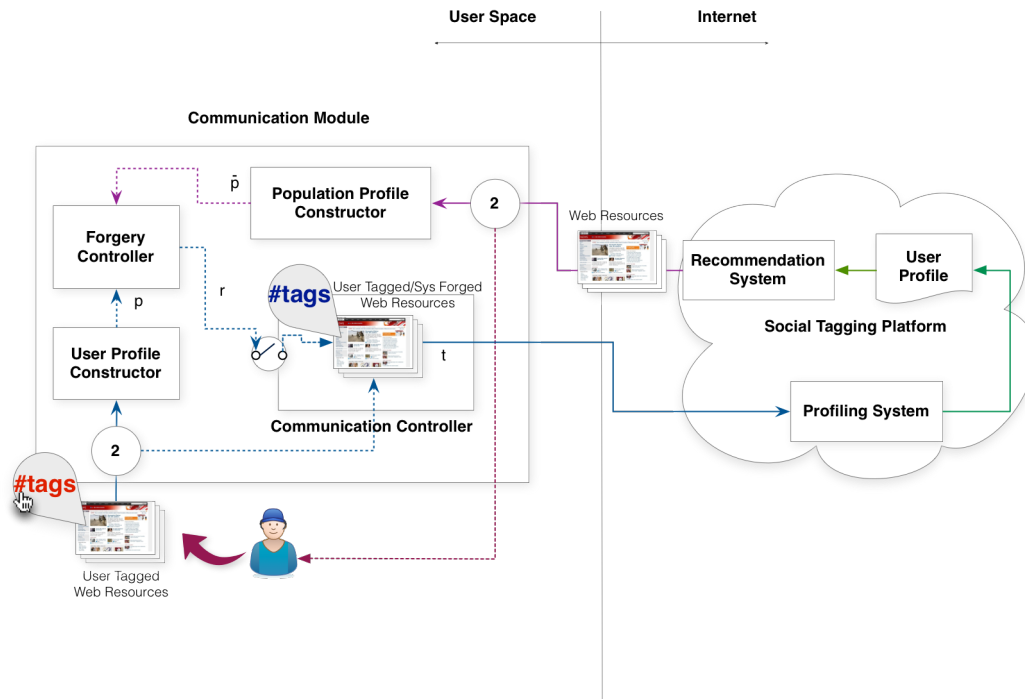 User Space
Internet
Communication Module
p̄
Population Profile
Constructor
2
Web Resources
Forgery
Controller
Recommendation
System
User
Profile
#tags
User Tagged/Sys Forged
Web Resources
r
p
Social Tagging Platform
User Profile
Constructor
t
Profiling System
Communication Controller
2
#tags
User Tagged
Web Resources